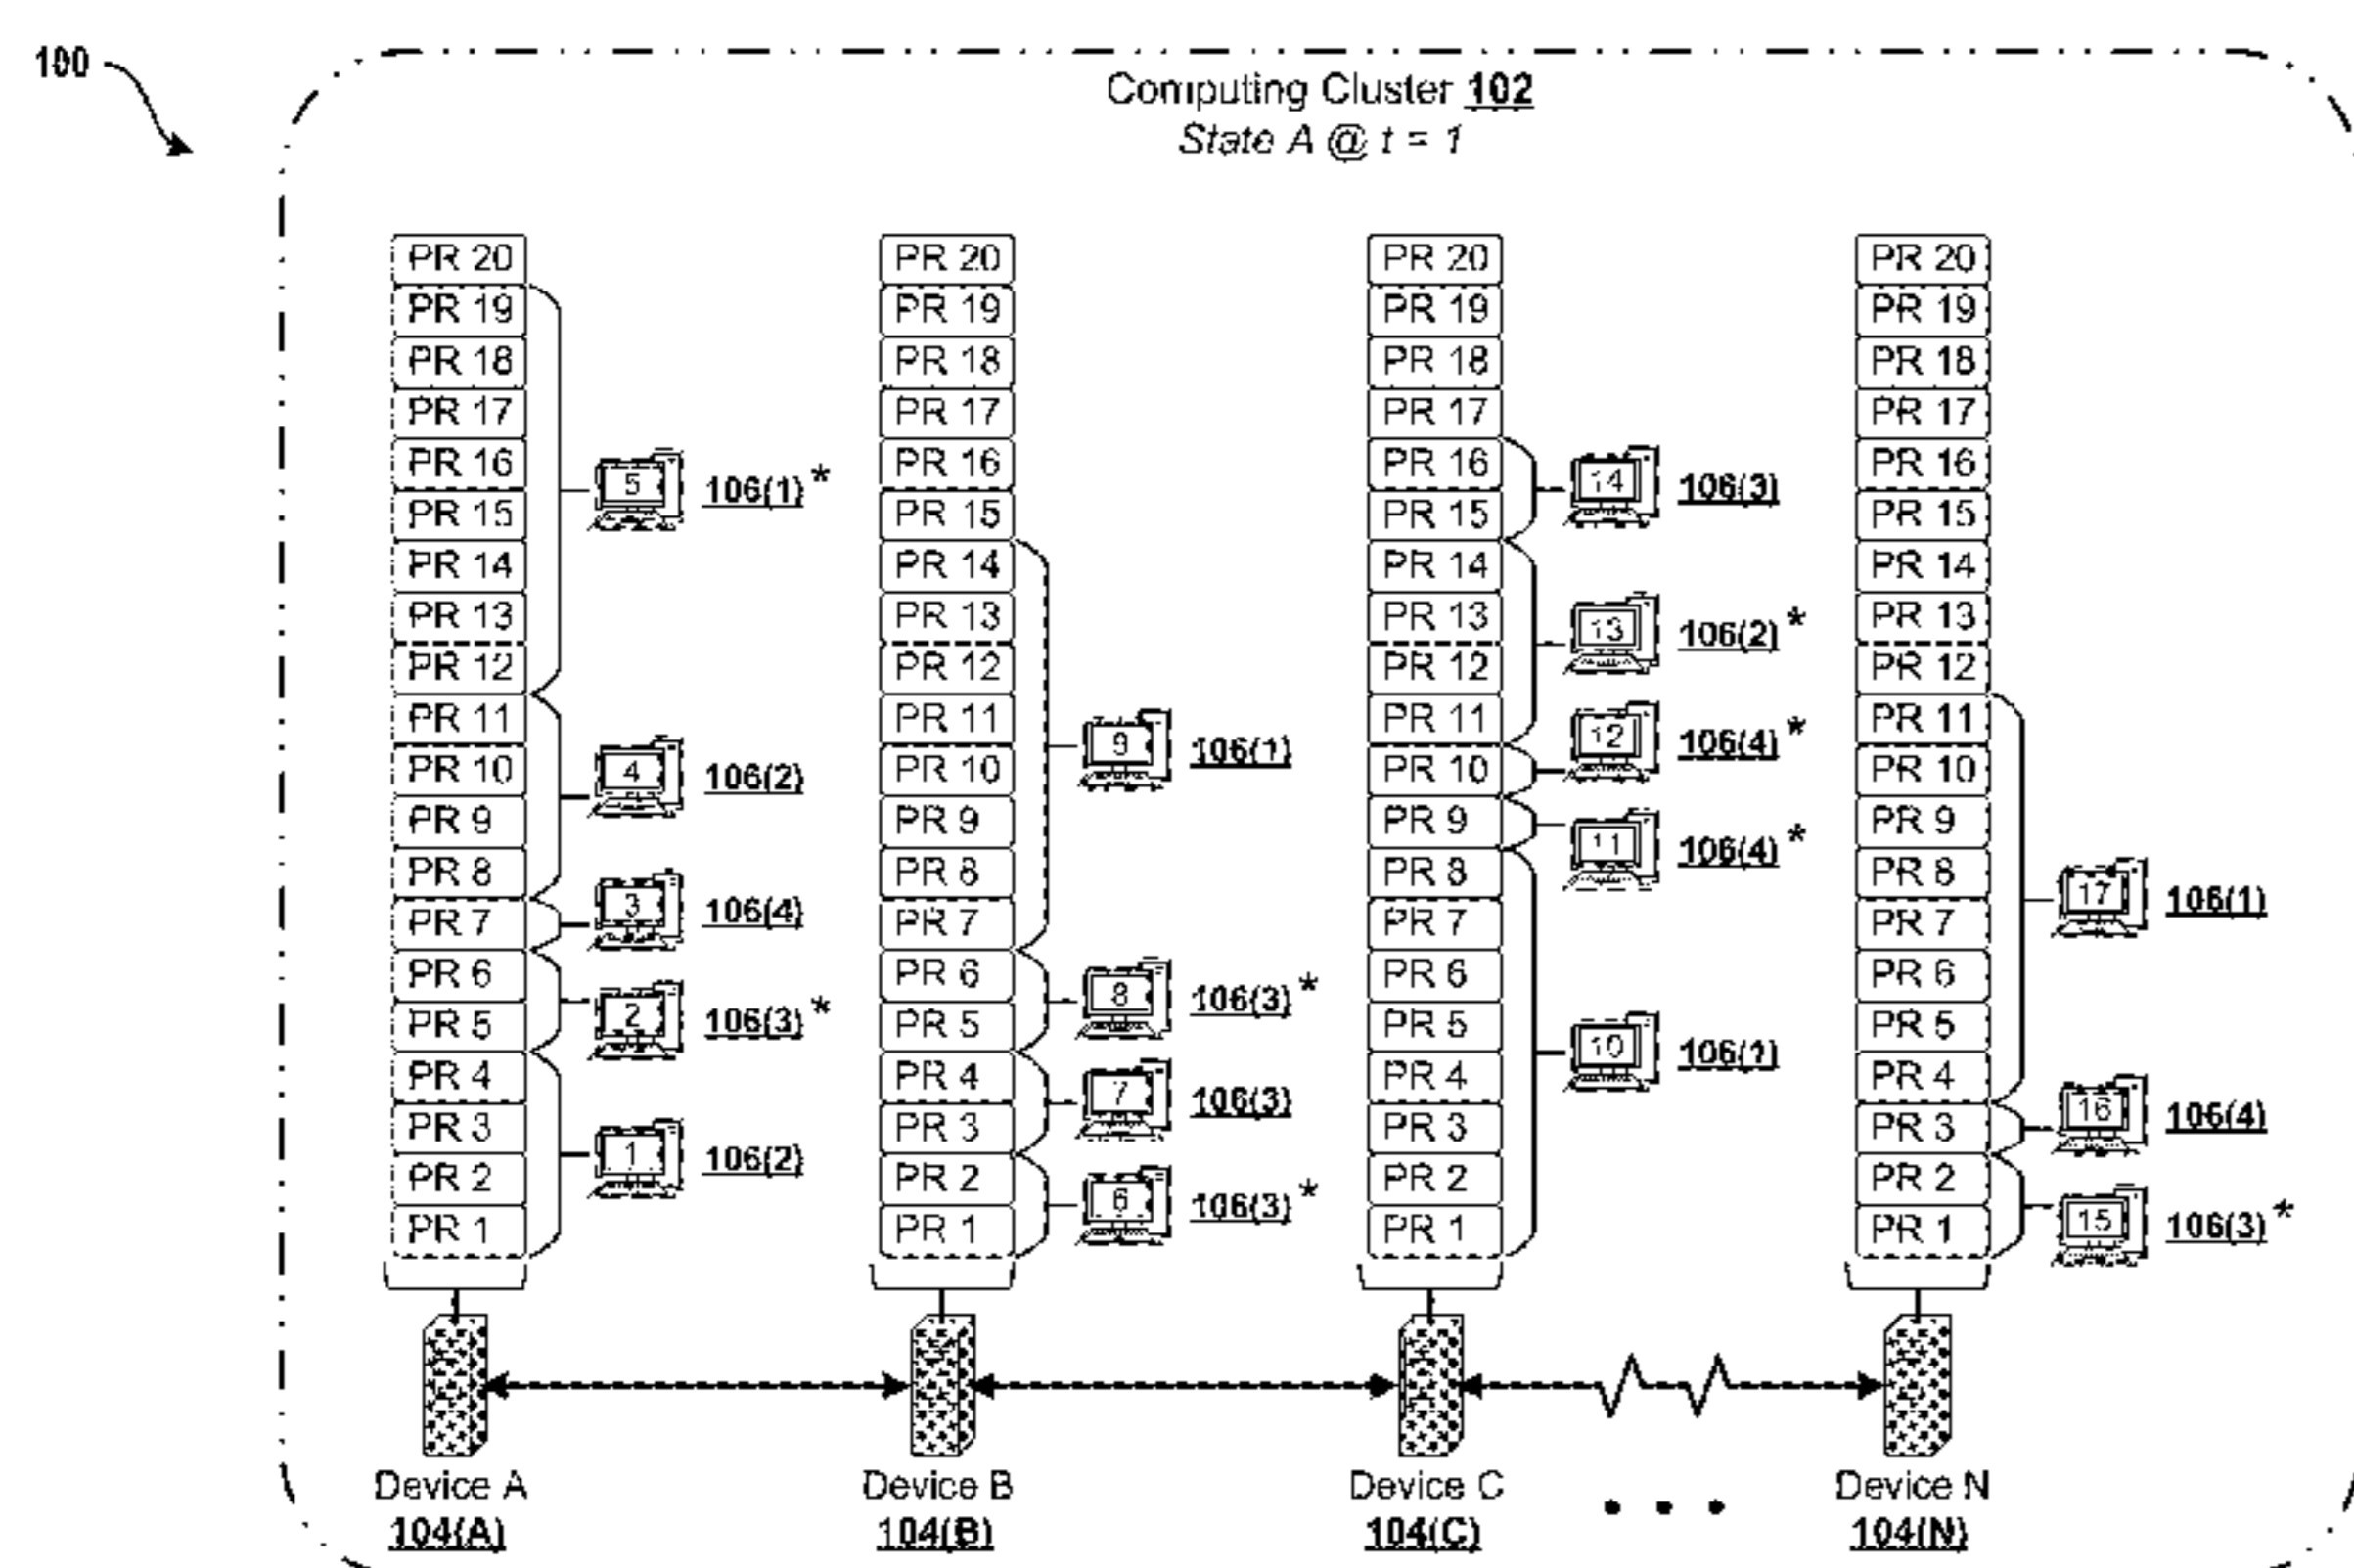 100
Computing Cluster 102
State A @ t = 1
PR 20 PR 20 PR 20 PR 20
PR 19 PR 19 PR 19 PR 19
PR 18 PR 18 PR 18 PR 18
PR 17 PR 17 PR 17 PR 17
PR 16 5 106(1)* PR 16 PR 16 14 106(3) PR 16
PR 15 PR 15 PR 15 PR 15
PR 14 PR 14 PR 14 PR 14
PR 13 PR 13 PR 13 13 106(2)* PR 13
PR 12 PR 12 PR 12 PR 12
PR 11 PR 11 PR 11 12 106(4)* PR 11
PR 10 4 106(2) PR 10 9 106(1) PR 10 PR 10
PR 9 PR 9 PR 9 11 106(4)* PR 9
PR 8 PR 8 PR 8 PR 8
PR 7 3 106(4) PR 7 PR 7 PR 7 17 106(1)
PR 6 PR 6 8 106(3)* PR 6 PR 6
PR 5 2 106(3)* PR 5 PR 5 PR 5
PR 4 PR 4 7 106(3) PR 4 10 106(1) PR 4
PR 3 PR 3 PR 3 PR 3 16 106(4)
PR 2 1 106(2) PR 2 PR 2 PR 2
PR 1 PR 1 6 106(3)* PR 1 PR 1 15 106(3)*
Device A Device B Device C • • • Device N
104(A) 104(B) 104(C) 104(N)